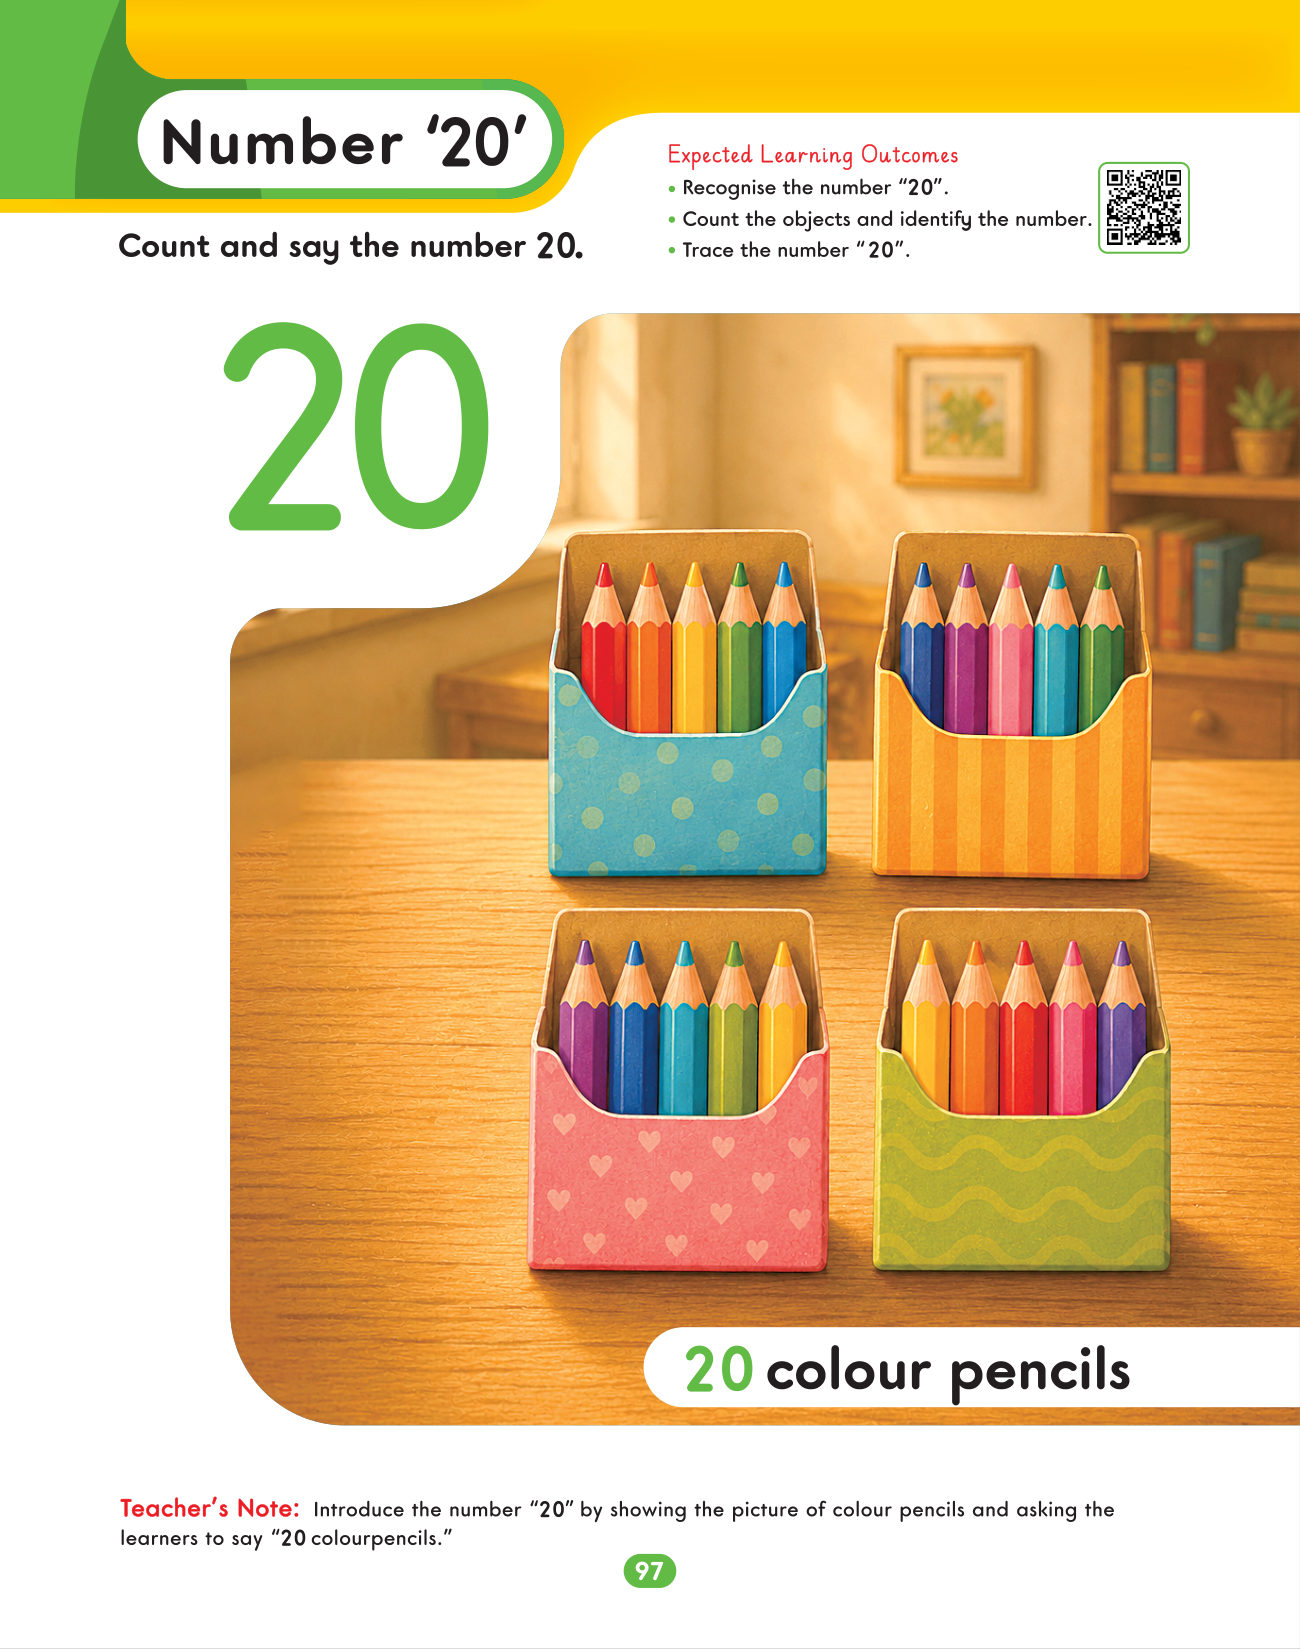 Number ‘20’
Expected Learning Outcomes
• Recognise the number “20”.
• Count the objects and identify the number.
• Trace the number “20”.
Count and say the number 20.
20
20 colour pencils
Teacher’s Note: Introduce the number “20” by showing the picture of colour pencils and asking the
learners to say “20 colourpencils.”
97